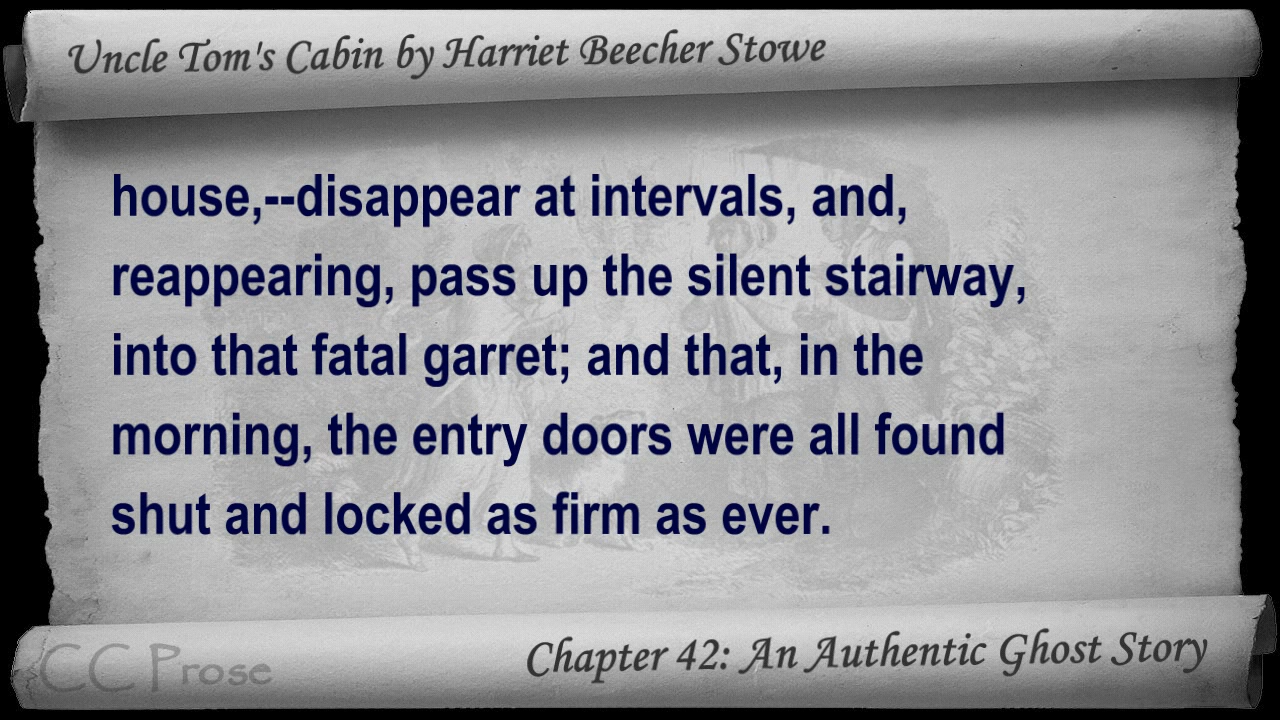 Uncle Tom's Cabin by Harriet Beecher Stowe
house,--disappear at intervals, and,
reappearing, pass up the silent stairway,
into that fatal garret; and that, in the
morning, the entry doors were all found
shut and locked as firm as ever.
CC Prose
Chapter 42: An Authentic Ghost Story